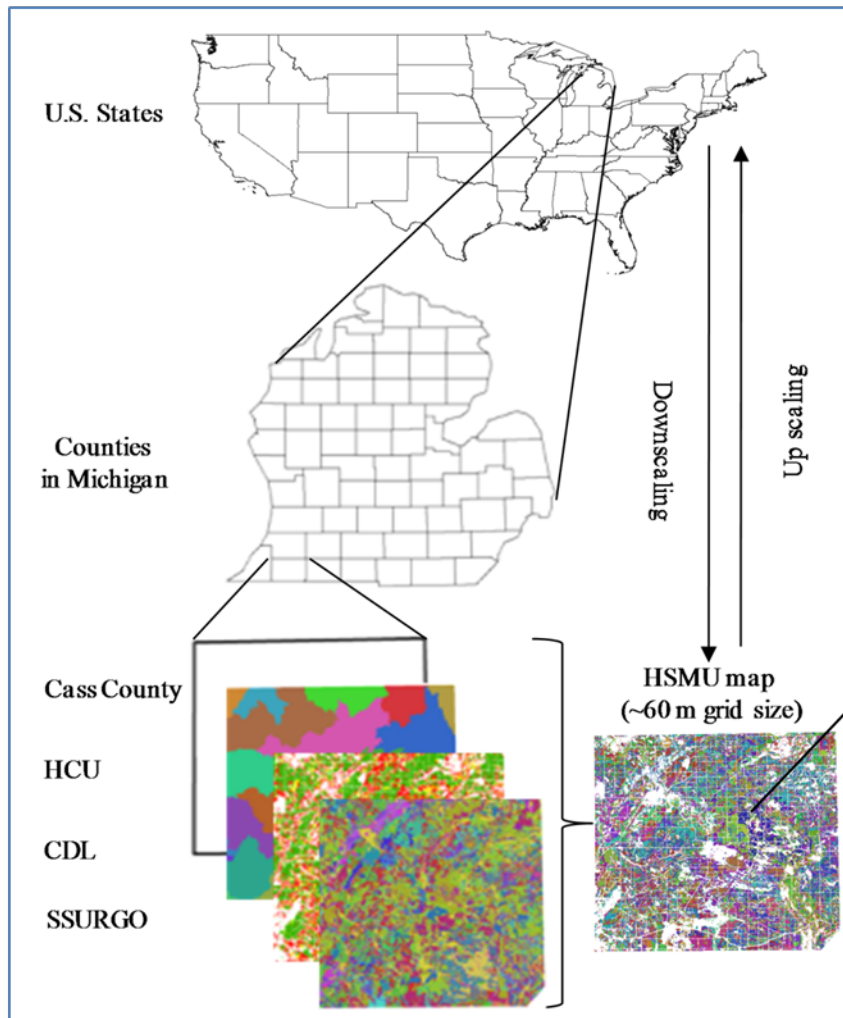 U.S. States
Counties
in Michigan
Downscaling
Up scaling
Cass County
HCU
CDL
SSURGO
HSMU map
(~60 m grid size)